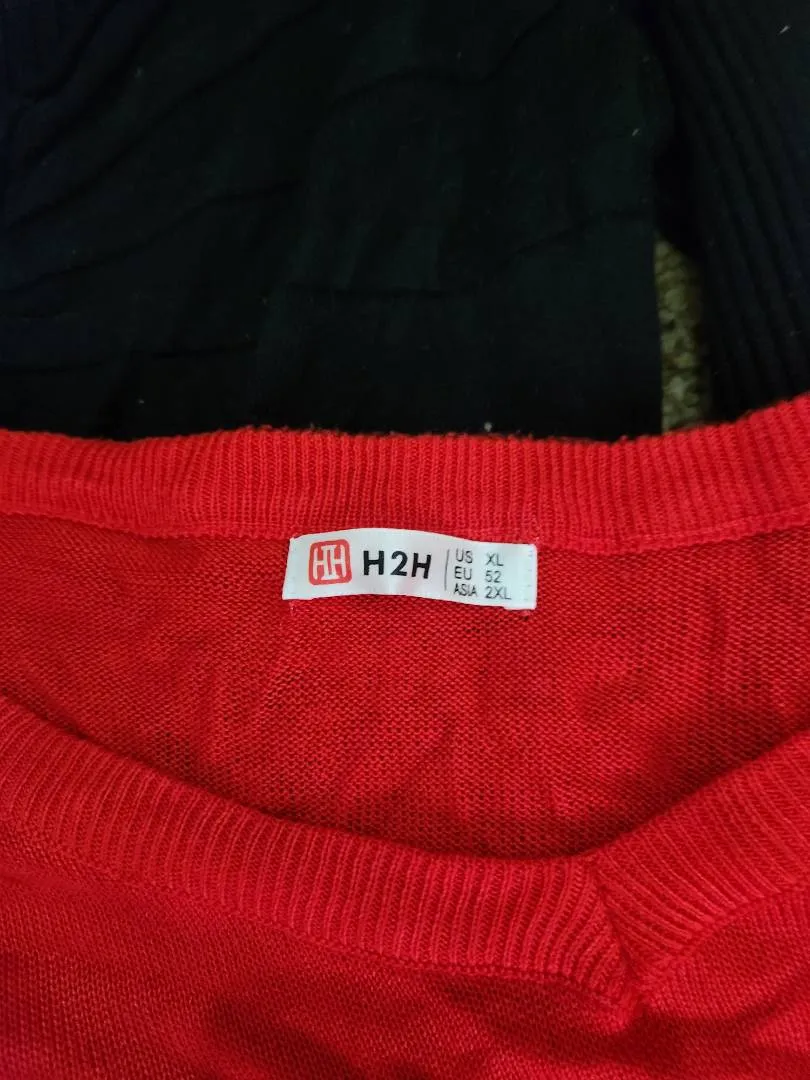 H2H
US XL
EU 52
ASIA 2XL